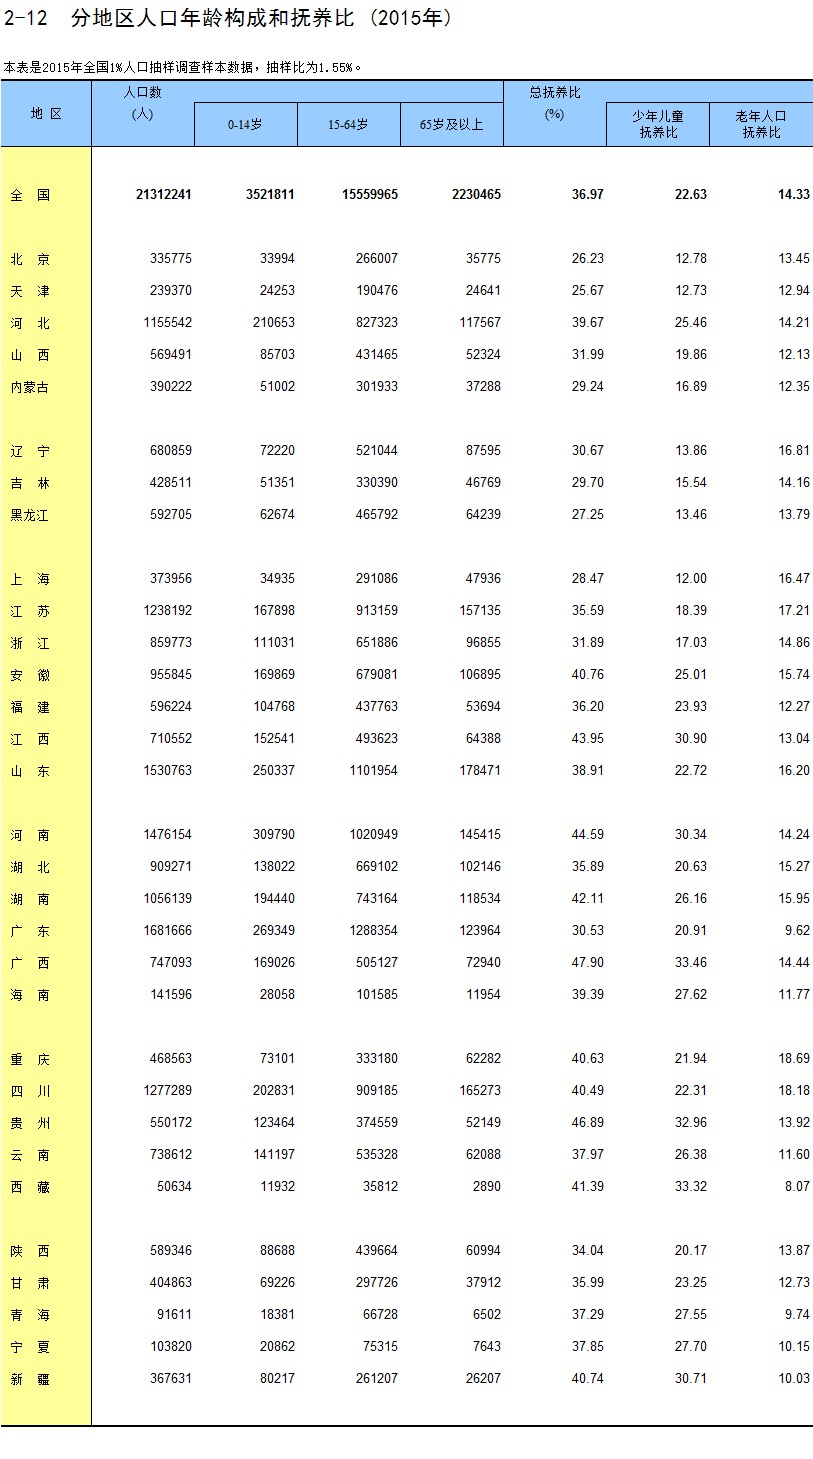 2-12 分地区人口年龄构成和抚养比 (2015年)
本表是2015年全国1%人口抽样调查样本数据，抽样比为1.55%。
地 区 人口数 (人) 0-14岁 15-64岁 65岁及以上 总抚养比 (%) 少年儿童 抚养比 老年人口 抚养比
全 国 21312241 3521811 15559965 2230465 36.97 22.63 14.33
北 京 335775 33994 266007 35775 26.23 12.78 13.45
天 津 239370 24253 190476 24641 25.67 12.73 12.94
河 北 1155542 210653 827323 117567 39.67 25.46 14.21
山 西 569491 85703 431465 52324 31.99 19.86 12.13
内蒙古 390222 51002 301933 37288 29.24 16.89 12.35
辽 宁 680859 72220 521044 87595 30.67 13.86 16.81
吉 林 428511 51351 330390 46769 29.70 15.54 14.16
黑龙江 592705 62674 465792 64239 27.25 13.46 13.79
上 海 373956 34935 291086 47936 28.47 12.00 16.47
江 苏 1238192 167898 913159 157135 35.59 18.39 17.21
浙 江 859773 111031 651886 96855 31.89 17.03 14.86
安 徽 955845 169869 679081 106895 40.76 25.01 15.74
福 建 596224 104768 437763 53694 36.20 23.93 12.27
江 西 710552 152541 493623 64388 43.95 30.90 13.04
山 东 1530763 250337 1101954 178471 38.91 22.72 16.20
河 南 1476154 309790 1020949 145415 44.59 30.34 14.24
湖 北 909271 138022 669102 102146 35.89 20.63 15.27
湖 南 1056139 194440 743164 118534 42.11 26.16 15.95
广 东 1681666 269349 1288354 123964 30.53 20.91 9.62
广 西 747093 169026 505127 72940 47.90 33.46 14.44
海 南 141596 28058 101585 11954 39.39 27.62 11.77
重 庆 468563 73101 333180 62282 40.63 21.94 18.69
四 川 1277289 202831 909185 165273 40.49 22.31 18.18
贵 州 550172 123464 374559 52149 46.89 32.96 13.92
云 南 738612 141197 535328 62088 37.97 26.38 11.60
西 藏 50634 11932 35812 2890 41.39 33.32 8.07
陕 西 589346 88688 439664 60994 34.04 20.17 13.87
甘 肃 404863 69226 297726 37912 35.99 23.25 12.73
青 海 91611 18381 66728 6502 37.29 27.55 9.74
宁 夏 103820 20862 75315 7643 37.85 27.70 10.15
新 疆 367631 80217 261207 26207 40.74 30.71 10.03